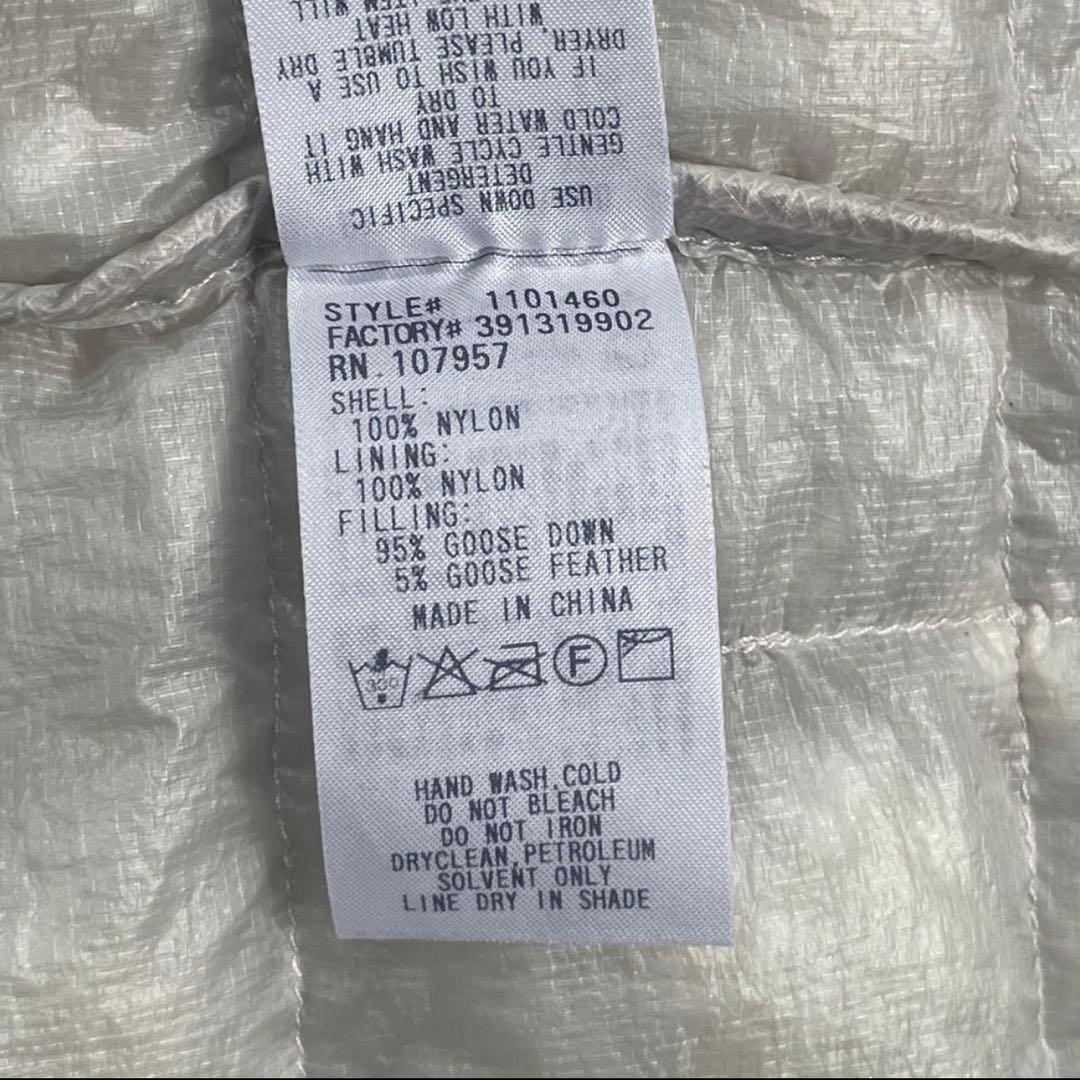 USE DOWN SPECIFIC
DETERGENT
GENTLE CYCLE WASH WITH
COLD WATER AND HANG IT
TO DRY
IF YOU WISH TO USE A
DRYER, PLEASE TUMBLE DRY
WITH LOW HEAT
ITEM WILL
STYLE# 1101460
FACTORY# 391319902
RN.107957
SHELL:
100% NYLON
LINING:
100% NYLON
FILLING:
95% GOOSE DOWN
5% GOOSE FEATHER
MADE IN CHINA
F
HAND WASH,COLD
DO NOT BLEACH
DO NOT IRON
DRYCLEAN,PETROLEUM
SOLVENT ONLY
LINE DRY IN SHADE